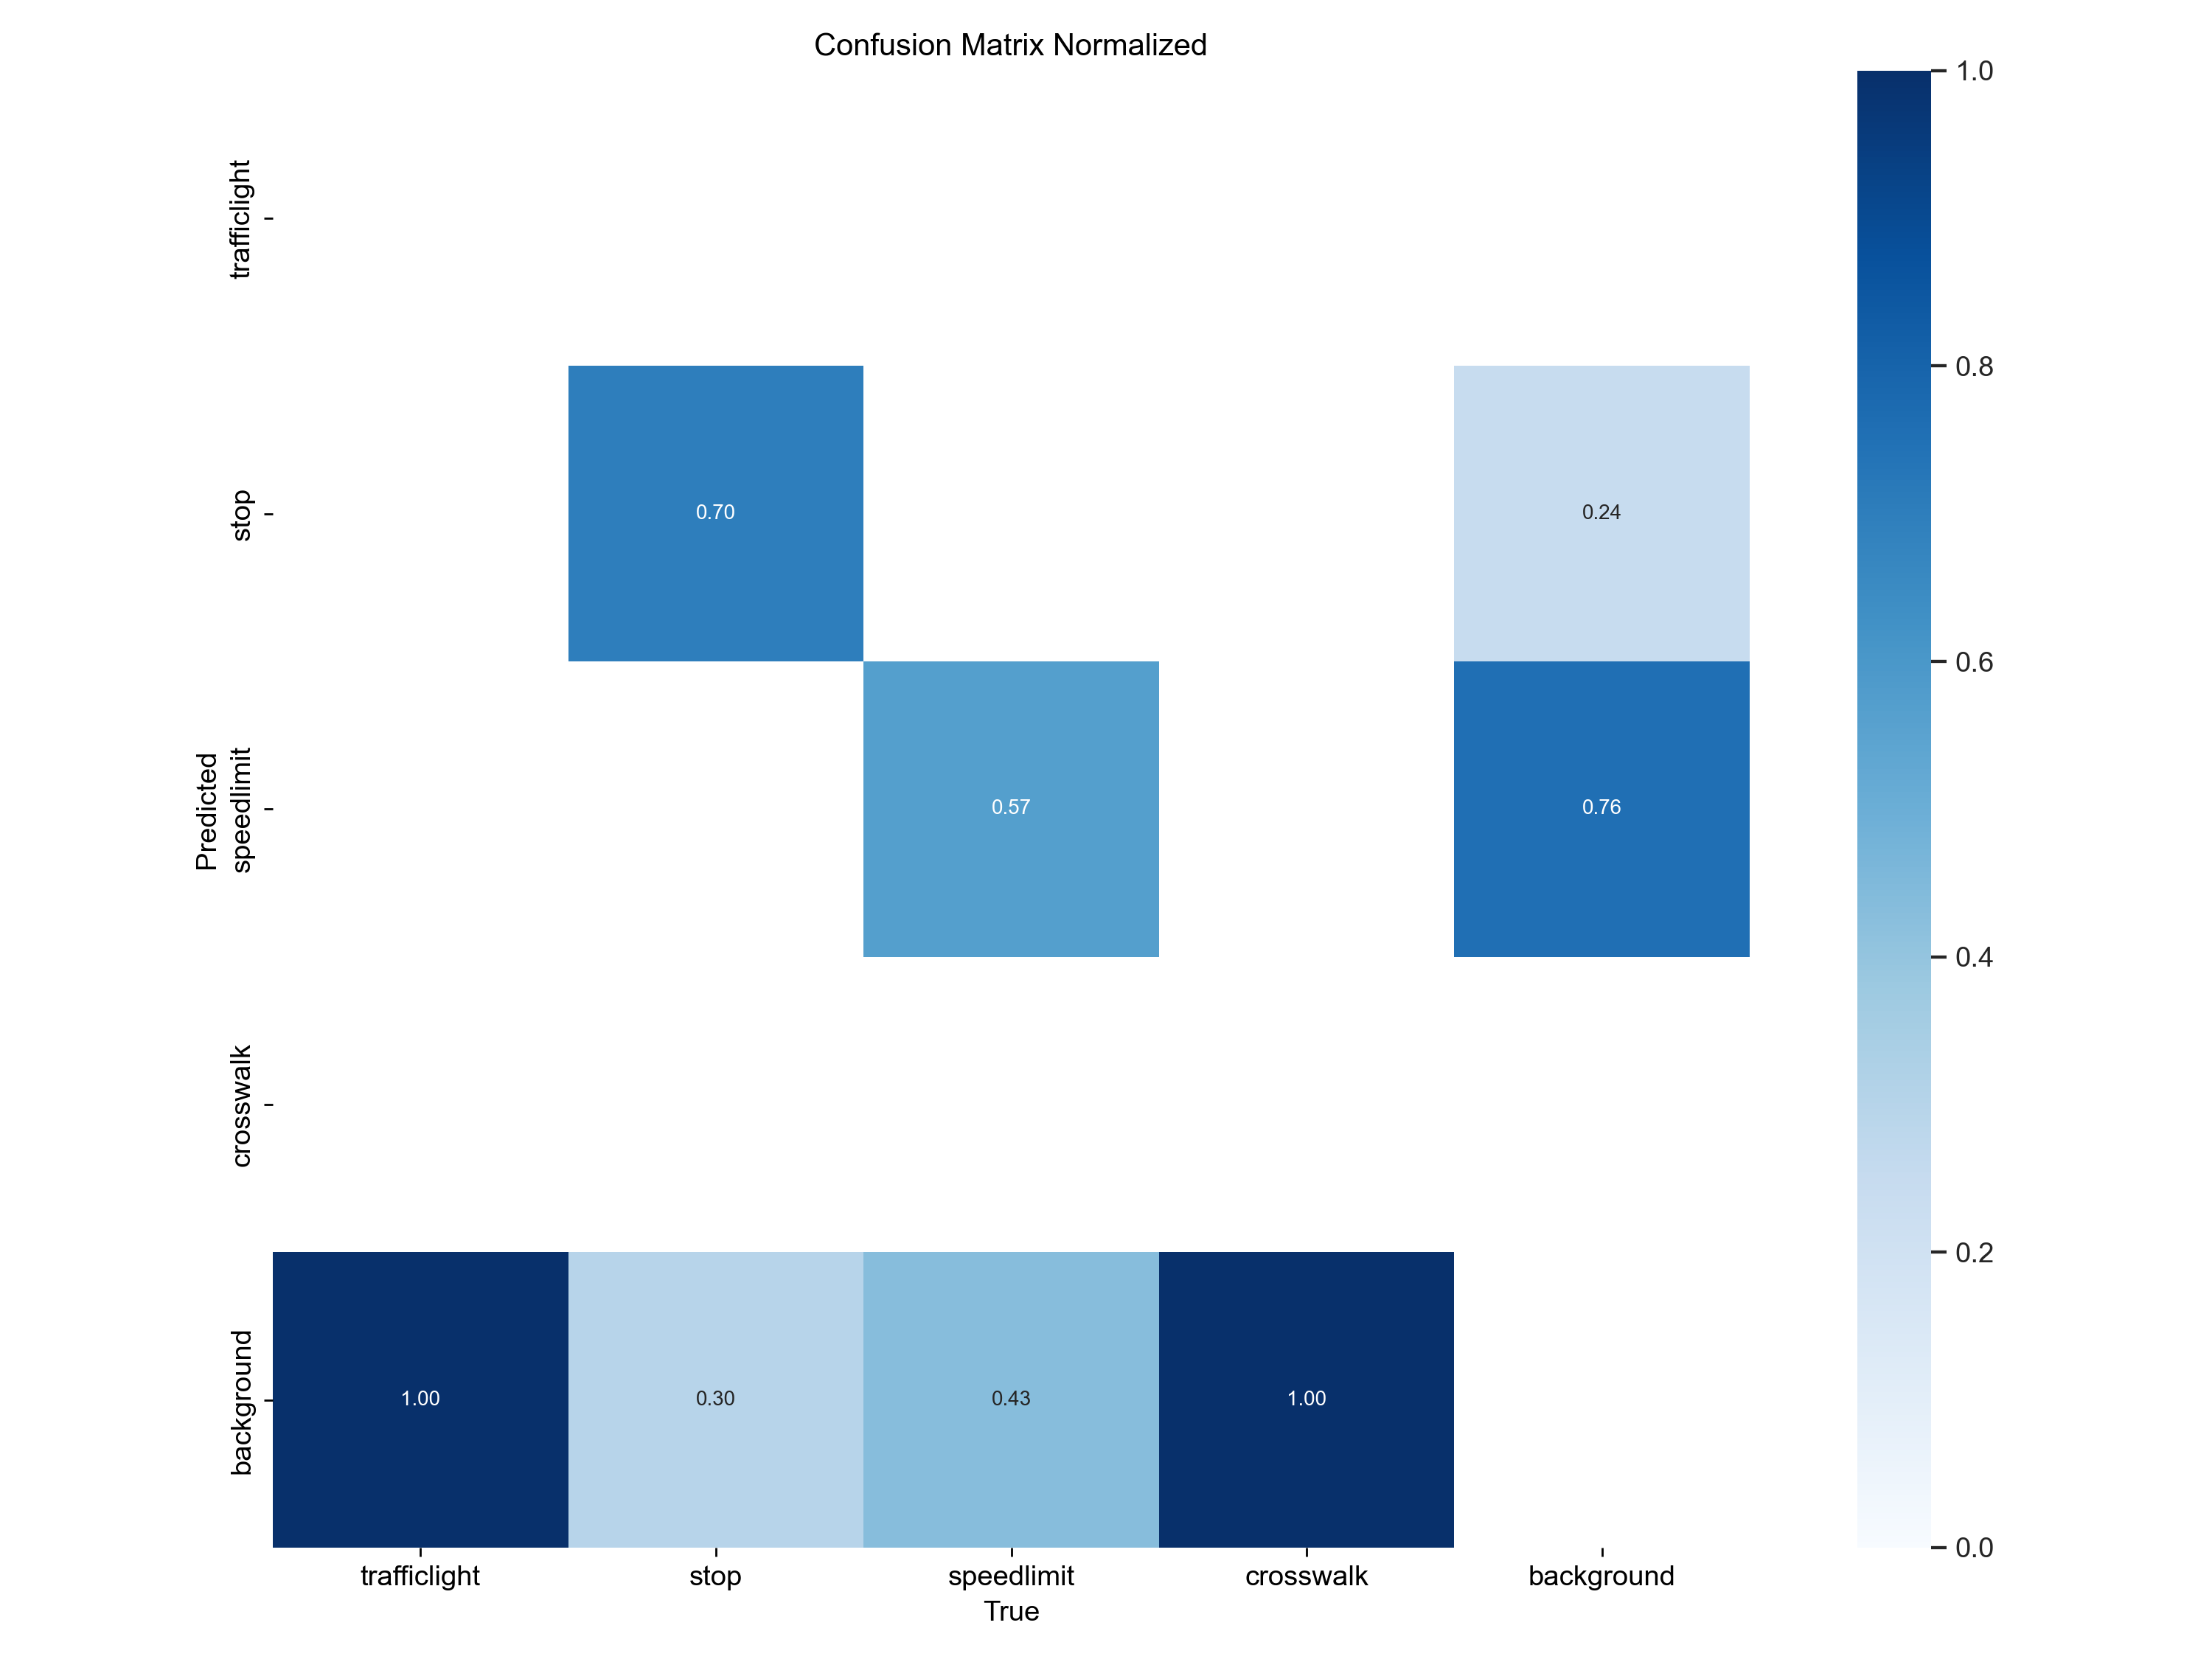 Confusion Matrix Normalized
Predicted
trafficlight
stop
speedlimit
crosswalk
background
0.70
0.24
0.57
0.76
1.00
0.30
0.43
1.00
trafficlight
stop
speedlimit
crosswalk
background
True
1.0
0.8
0.6
0.4
0.2
0.0